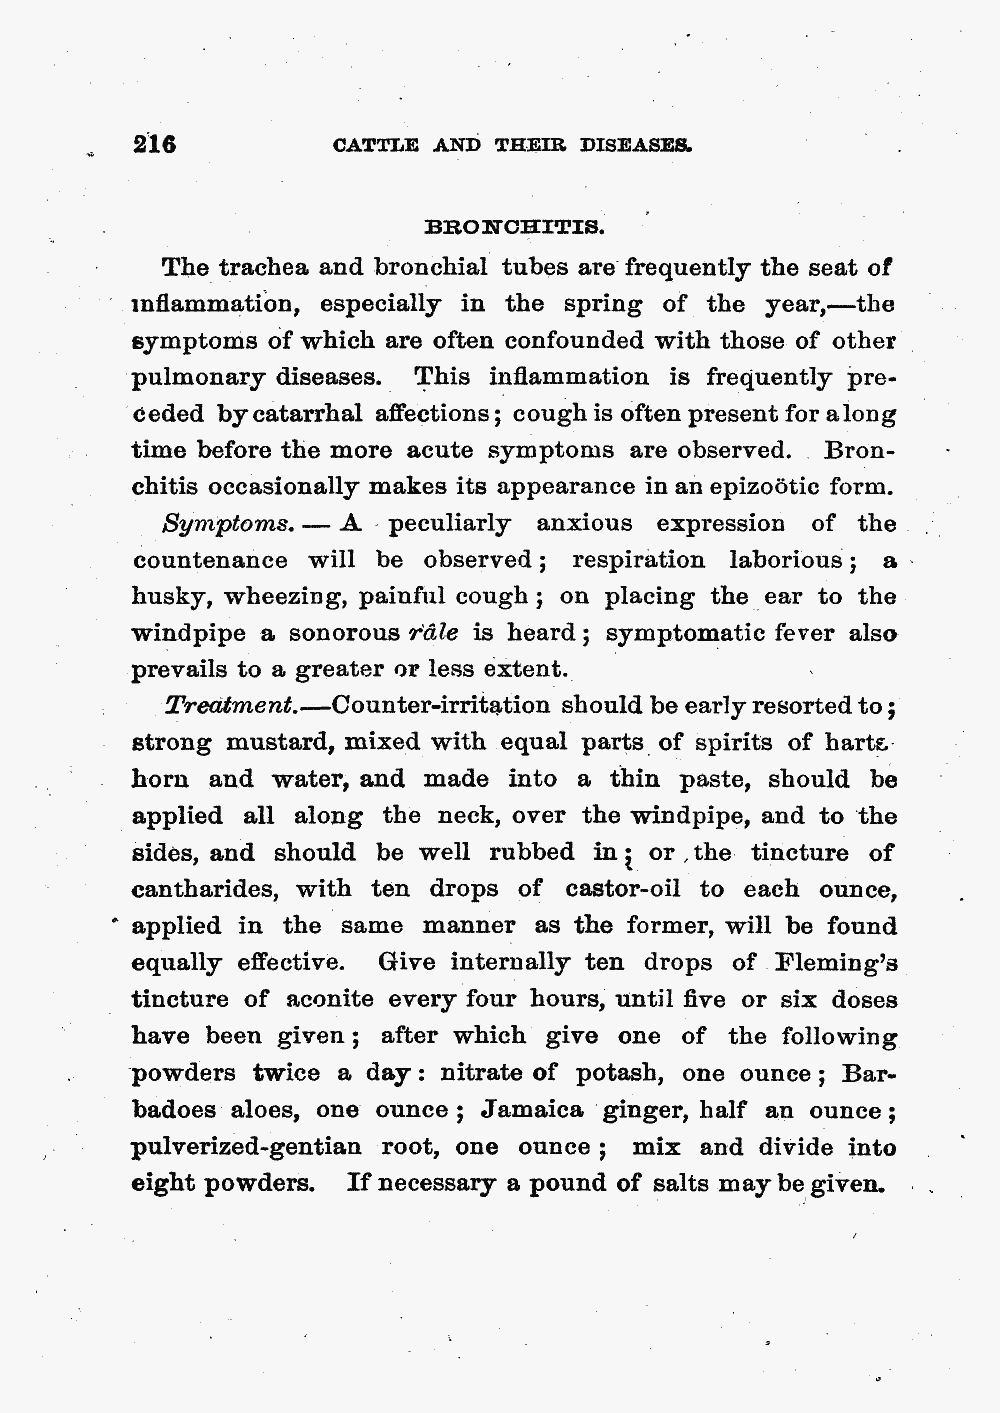 216 CATTLE AND THEIR DISEASES.
BRONCHITIS.
The trachea and bronchial tubes are frequently the seat of
inflammation, especially in the spring of the year,—the
symptoms of which are often confounded with those of other
pulmonary diseases. This inflammation is frequently pre-
ceded by catarrhal affections; cough is often present for a long
time before the more acute symptoms are observed. Bron-
chitis occasionally makes its appearance in an epizoötic form.
Symptoms. — A peculiarly anxious expression of the
countenance will be observed; respiration laborious; a
husky, wheezing, painful cough; on placing the ear to the
windpipe a sonorous râle is heard; symptomatic fever also
prevails to a greater or less extent.
Treatment.—Counter-irritation should be early resorted to;
strong mustard, mixed with equal parts of spirits of harts-
horn and water, and made into a thin paste, should be
applied all along the neck, over the windpipe, and to the
sides, and should be well rubbed in; or the tincture of
cantharides, with ten drops of castor-oil to each ounce,
applied in the same manner as the former, will be found
equally effective. Give internally ten drops of Fleming's
tincture of aconite every four hours, until five or six doses
have been given; after which give one of the following
powders twice a day: nitrate of potash, one ounce; Bar-
badoes aloes, one ounce; Jamaica ginger, half an ounce;
pulverized-gentian root, one ounce; mix and divide into
eight powders. If necessary a pound of salts may be given.